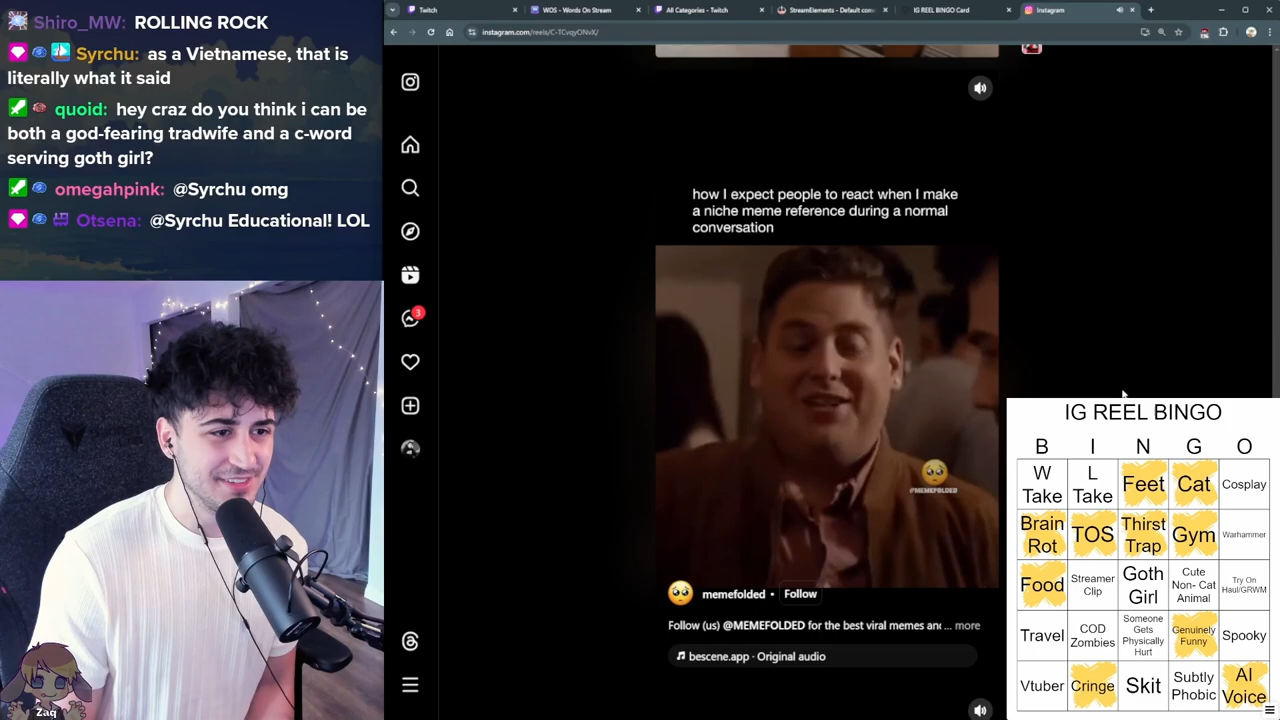 Shiro_MW: ROLLING ROCK
Syrchu: as a Vietnamese, that is
literally what it said
quoid: hey craz do you think i can be
both a god-fearing tradwife and a c-word
serving goth girl?
omegahpink: @Syrchu omg
Otsena: @Syrchu Educational! LOL
Zaq
Twitch
WOS - Words On Stream
All Categories - Twitch
StreamElements - Default com
IG REEL BINGO Card
Instagram
instagram.com/reels/C-TCvqyONvX/
3
how I expect people to react when I make
a niche meme reference during a normal
conversation
#MEMEFOLDED
memefolded • Follow
Follow (us) @MEMEFOLDED for the best viral memes and ... more
bescene.app · Original audio
IG REEL BINGO
B I N G O
W Take
L Take
Feet
Cat
Cosplay
Brain Rot
TOS
Thirst Trap
Gym
Warhammer
Food
Streamer Clip
Goth Girl
Cute Non- Cat Animal
Try On Haul/GRWM
Travel
COD Zombies
Someone Gets Physically Hurt
Genuinely Funny
Spooky
Vtuber
Cringe
Skit
Subtly Phobic
AI Voice